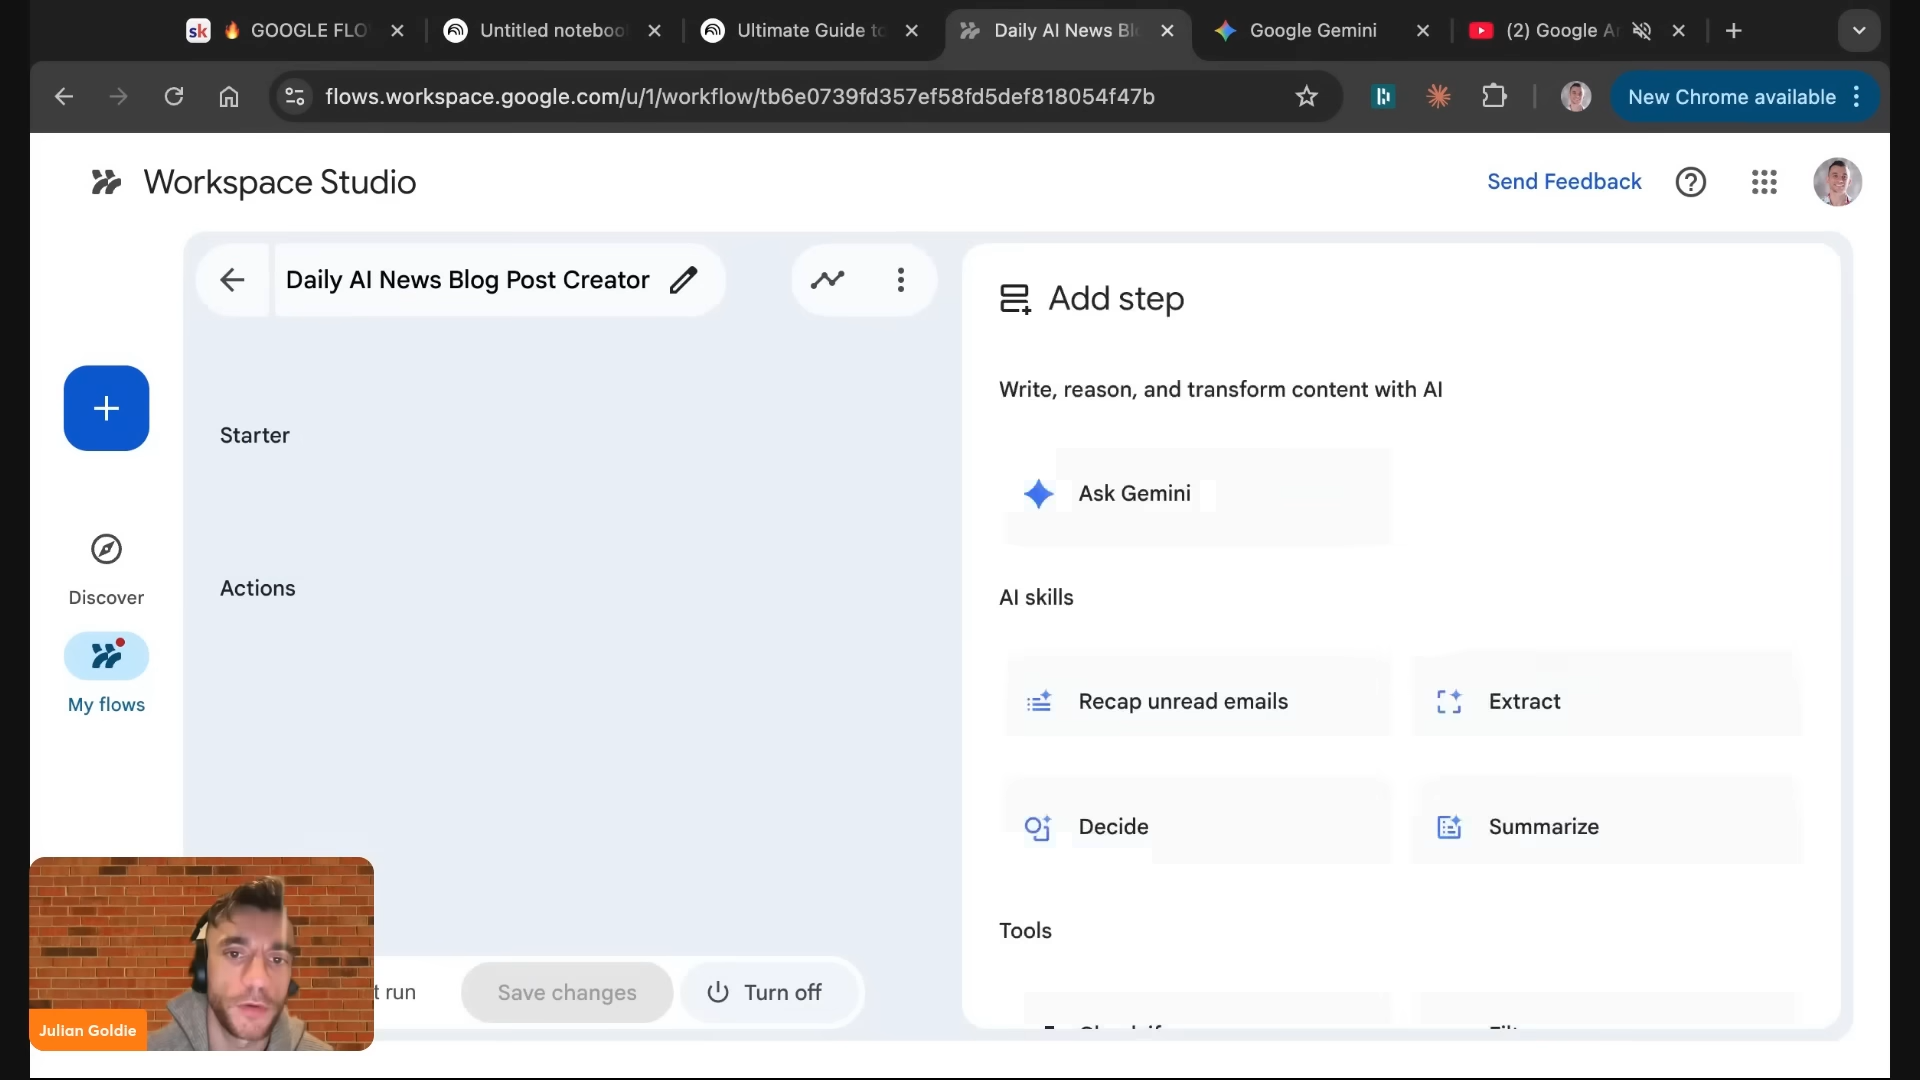 sk GOOGLE FLO
Untitled noteboo
Ultimate Guide to
Daily AI News Bl
Google Gemini
(2) Google A
flows.workspace.google.com/u/1/workflow/tb6e0739fd357ef58fd5def818054f47b
New Chrome available
Workspace Studio
Send Feedback
Daily AI News Blog Post Creator
Add step
Write, reason, and transform content with AI
Starter
Ask Gemini
Actions
Discover
AI skills
My flows
Recap unread emails
Extract
Decide
Summarize
Tools
t run
Save changes
Turn off
Julian Goldie